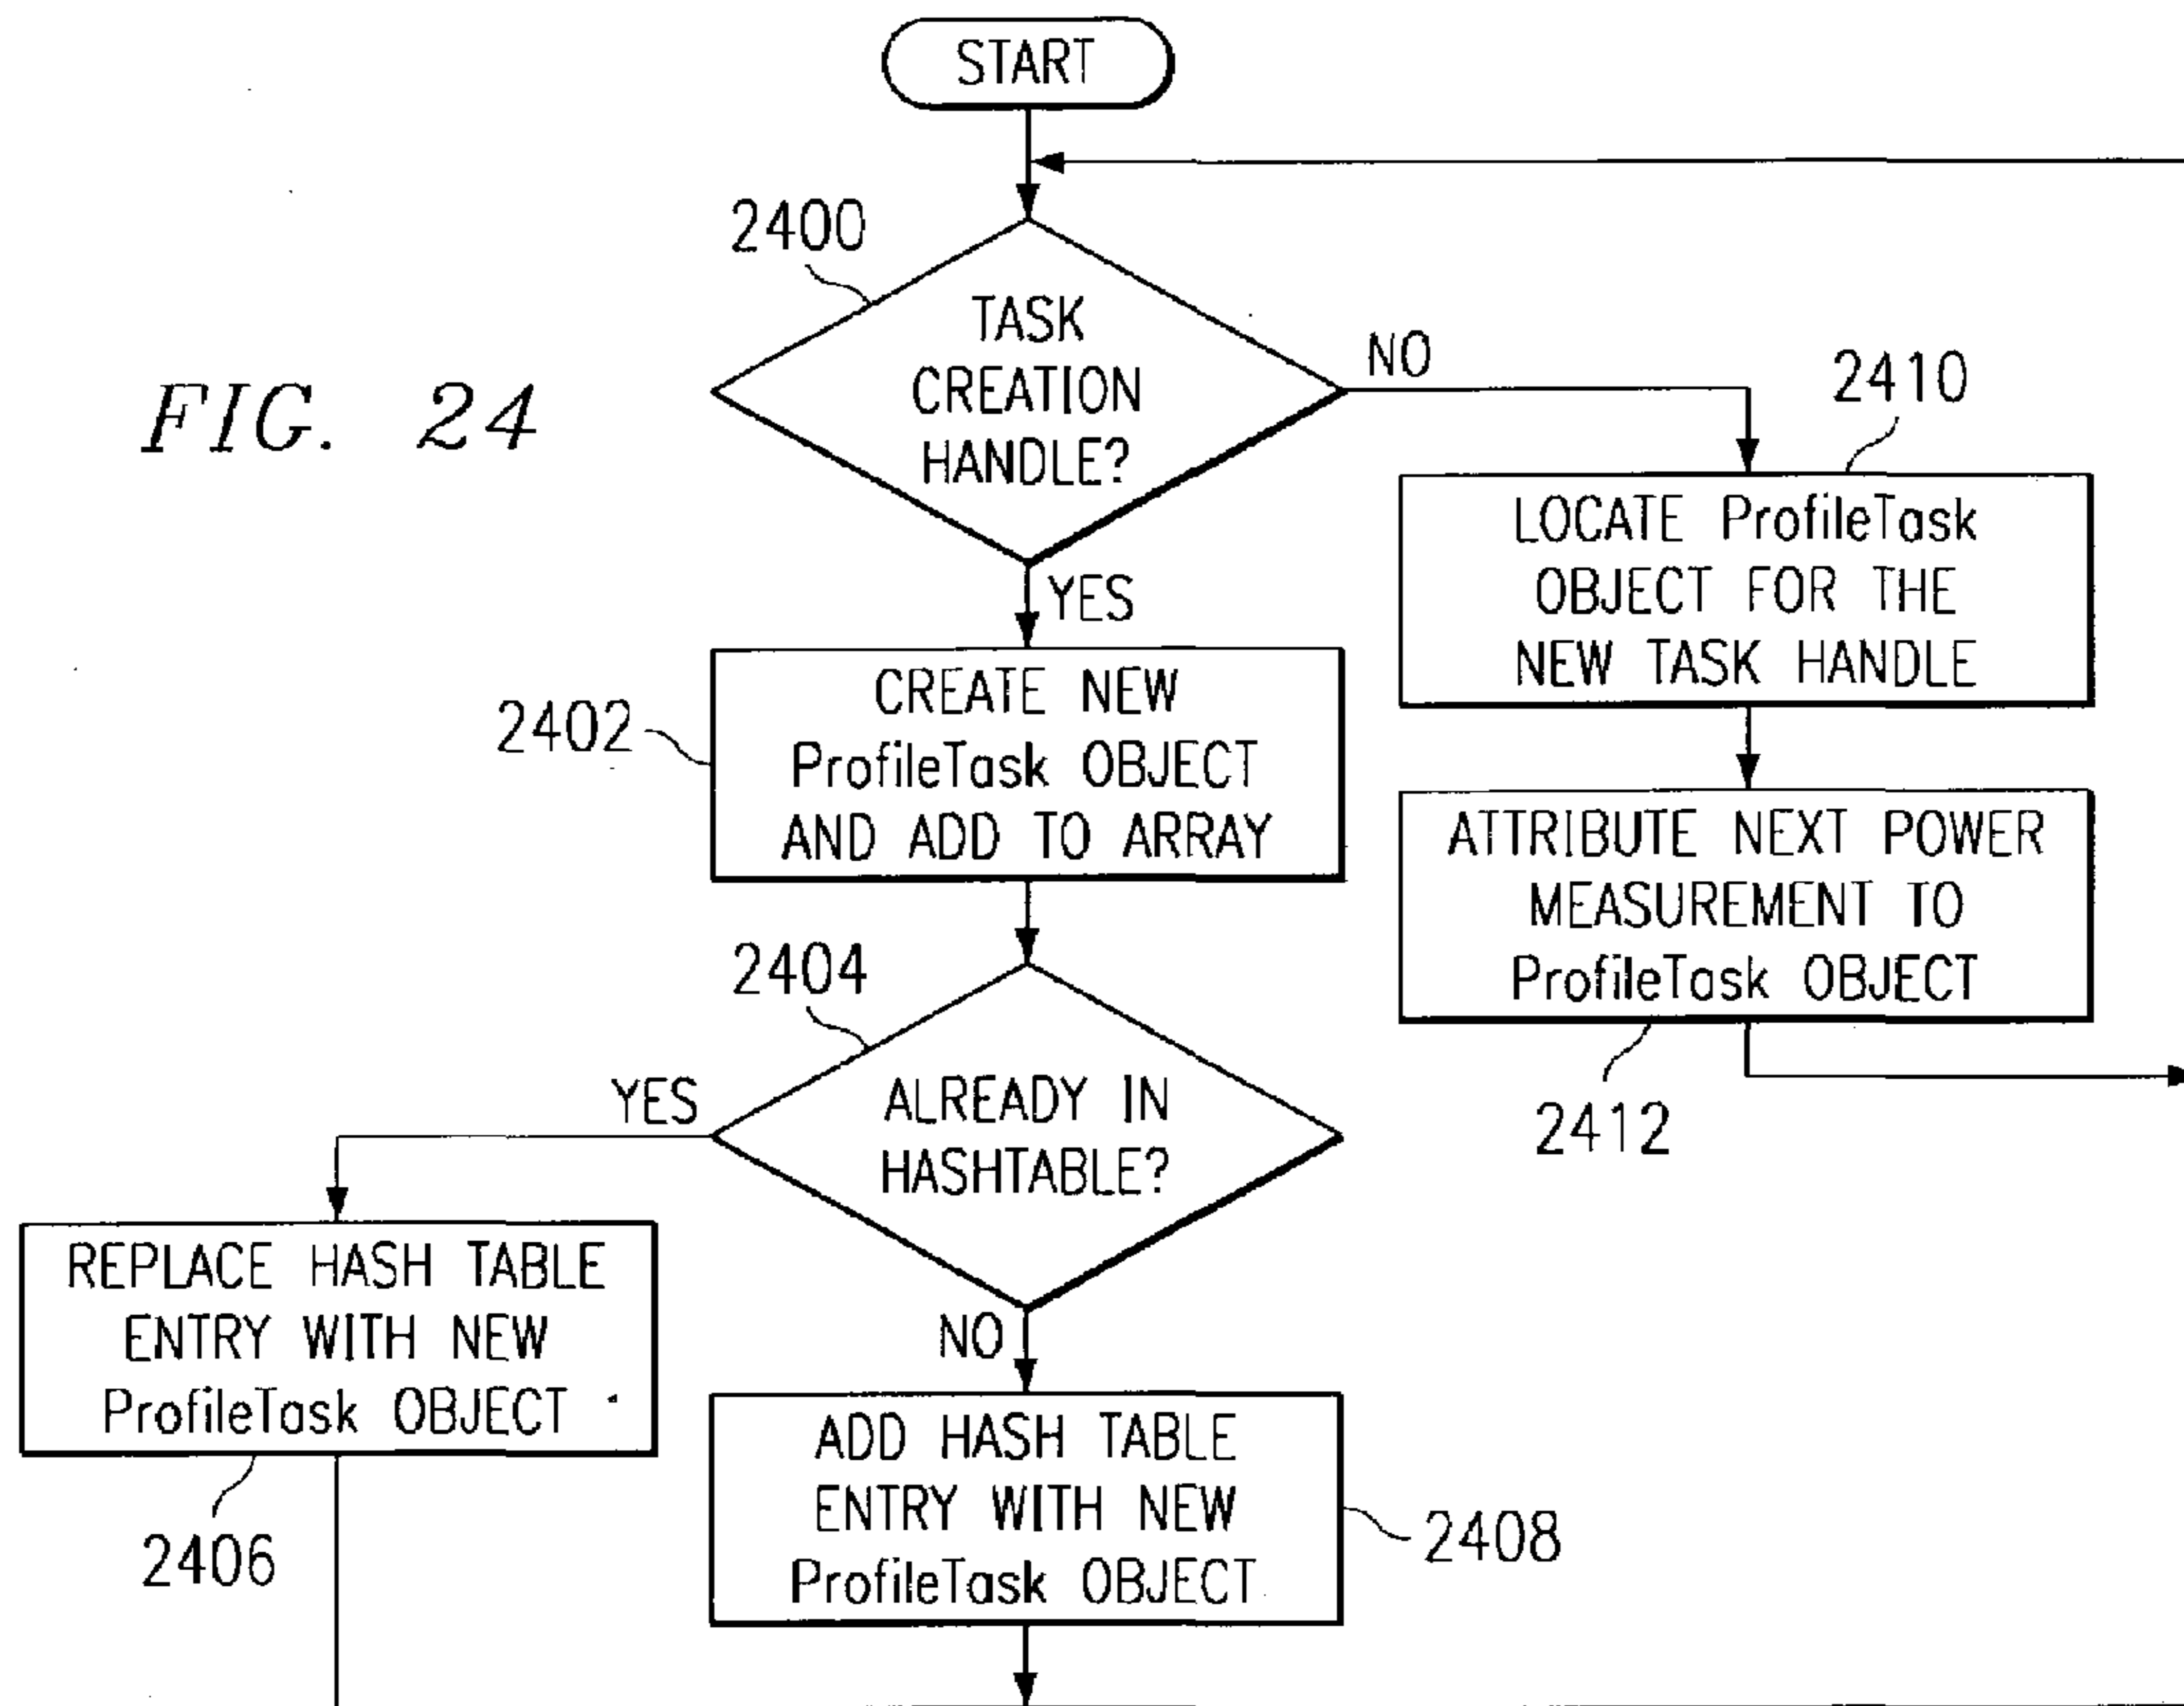 START
2400
TASK
CREATION
HANDLE?
NO
2410
FIG. 24
LOCATE ProfileTask
OBJECT FOR THE
NEW TASK HANDLE
YES
2402
CREATE NEW
ProfileTask OBJECT
AND ADD TO ARRAY
ATTRIBUTE NEXT POWER
MEASUREMENT TO
ProfileTask OBJECT
2412
2404
ALREADY IN
HASHTABLE?
YES
REPLACE HASH TABLE
ENTRY WITH NEW
ProfileTask OBJECT
2406
NO
ADD HASH TABLE
ENTRY WITH NEW
ProfileTask OBJECT
2408